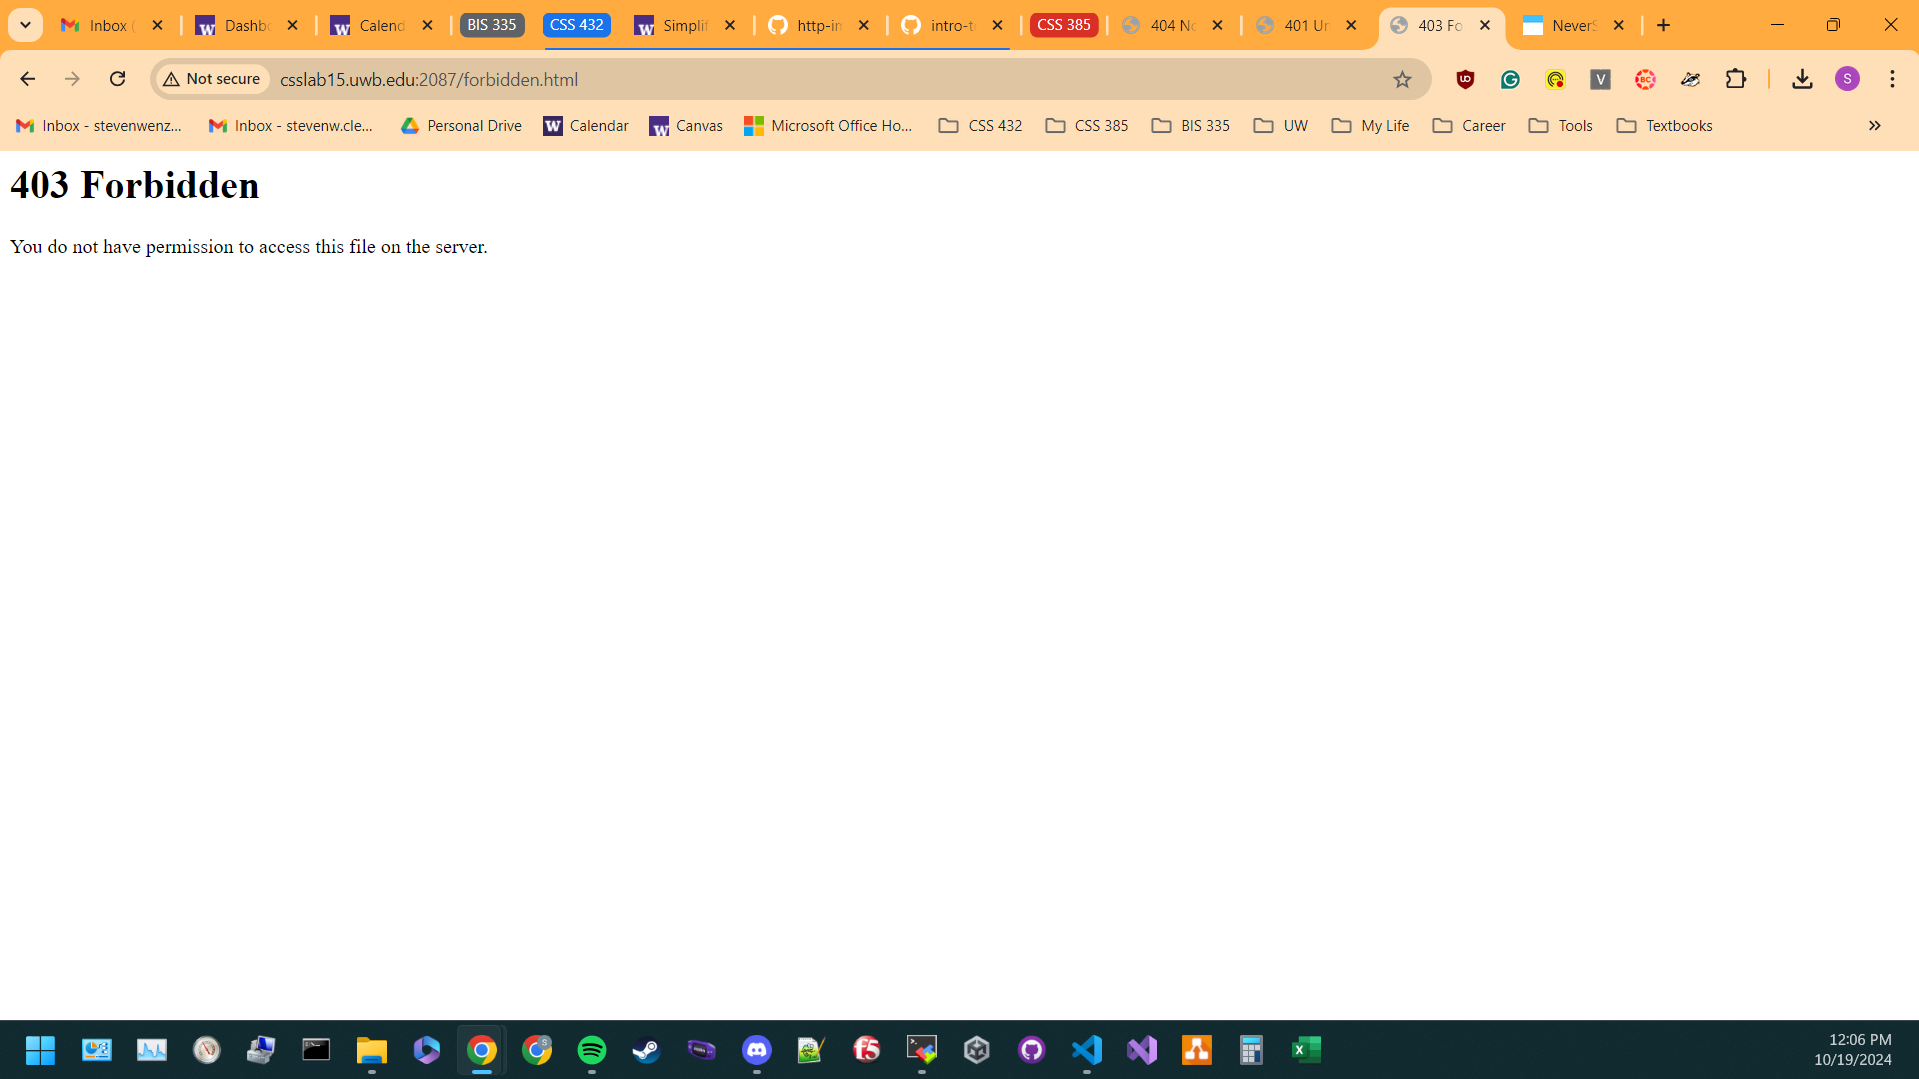 Inbox (
Dashbo
Calend
BIS 335
CSS 432
Simplif
http-im
intro-t
CSS 385
404 No
401 Un
403 Fo
NeverS
Not secure
csslab15.uwb.edu:2087/forbidden.html
S
Inbox - stevenwenz...
Inbox - stevenw.cle...
Personal Drive
Calendar
Canvas
Microsoft Office Ho...
CSS 432
CSS 385
BIS 335
UW
My Life
Career
Tools
Textbooks
403 Forbidden
You do not have permission to access this file on the server.
12:06 PM
10/19/2024